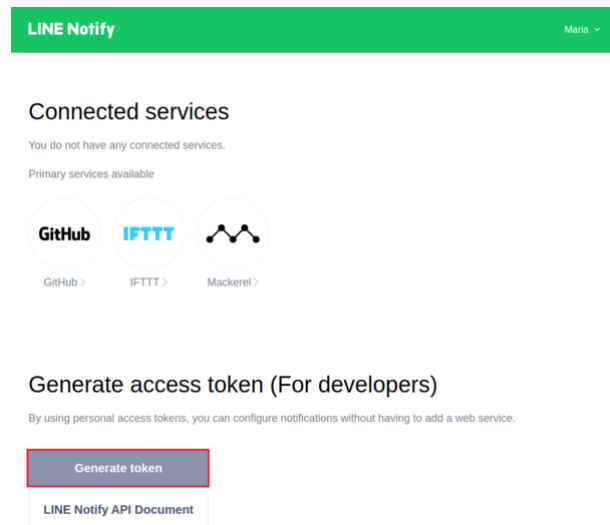 LINE Notify
Maria
Connected services
You do not have any connected services.
Primary services available
GitHub IFTTT
GitHub IFTTT Mackerel
Generate access token (For developers)
By using personal access tokens, you can configure notifications without having to add a web service.
Generate token
LINE Notify API Document